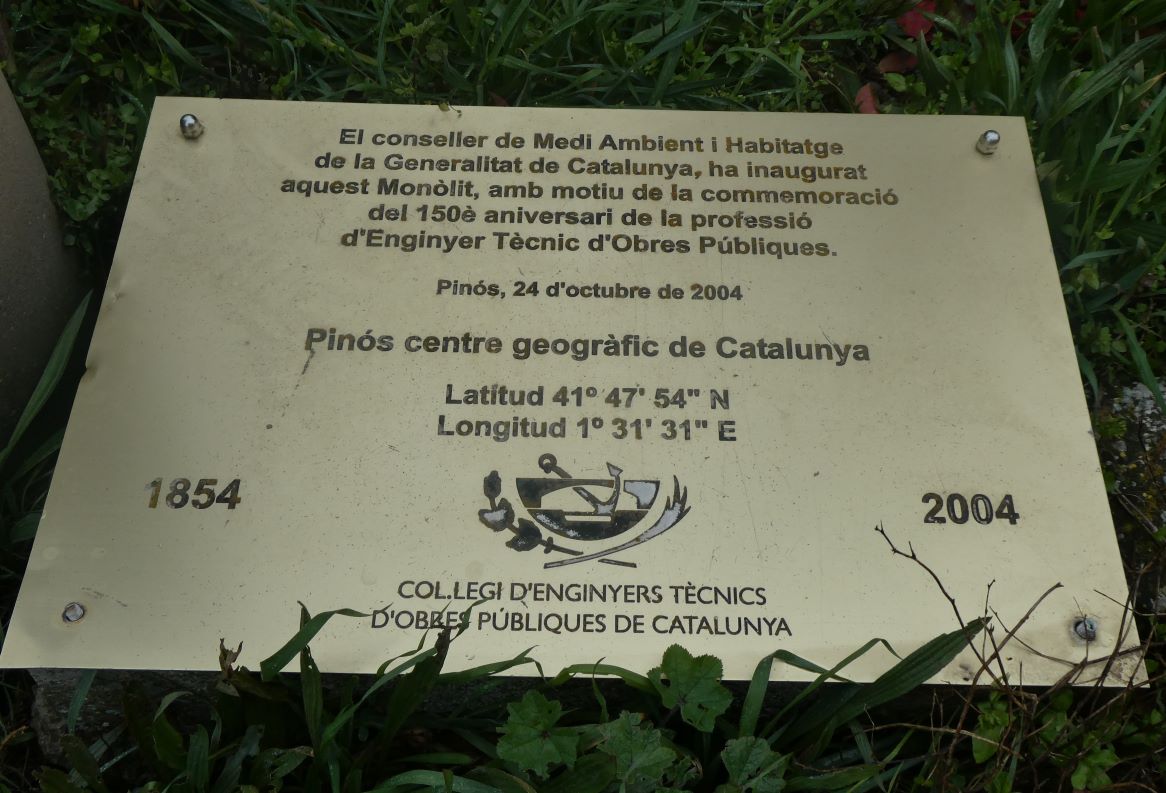 El conseller de Medi Ambient i Habitatge
de la Generalitat de Catalunya, ha inaugurat
aquest Monòlit, amb motiu de la commemoració
del 150è aniversari de la professió
d'Enginyer Tècnic d'Obres Públiques.
Pinós, 24 d'octubre de 2004
Pinós centre geogràfic de Catalunya
Latitud 41º 47' 54" N
Longitud 1º 31' 31" E
1854
2004
COL.LEGI D'ENGINYERS TÈCNICS
D'OBRES PÚBLIQUES DE CATALUNYA